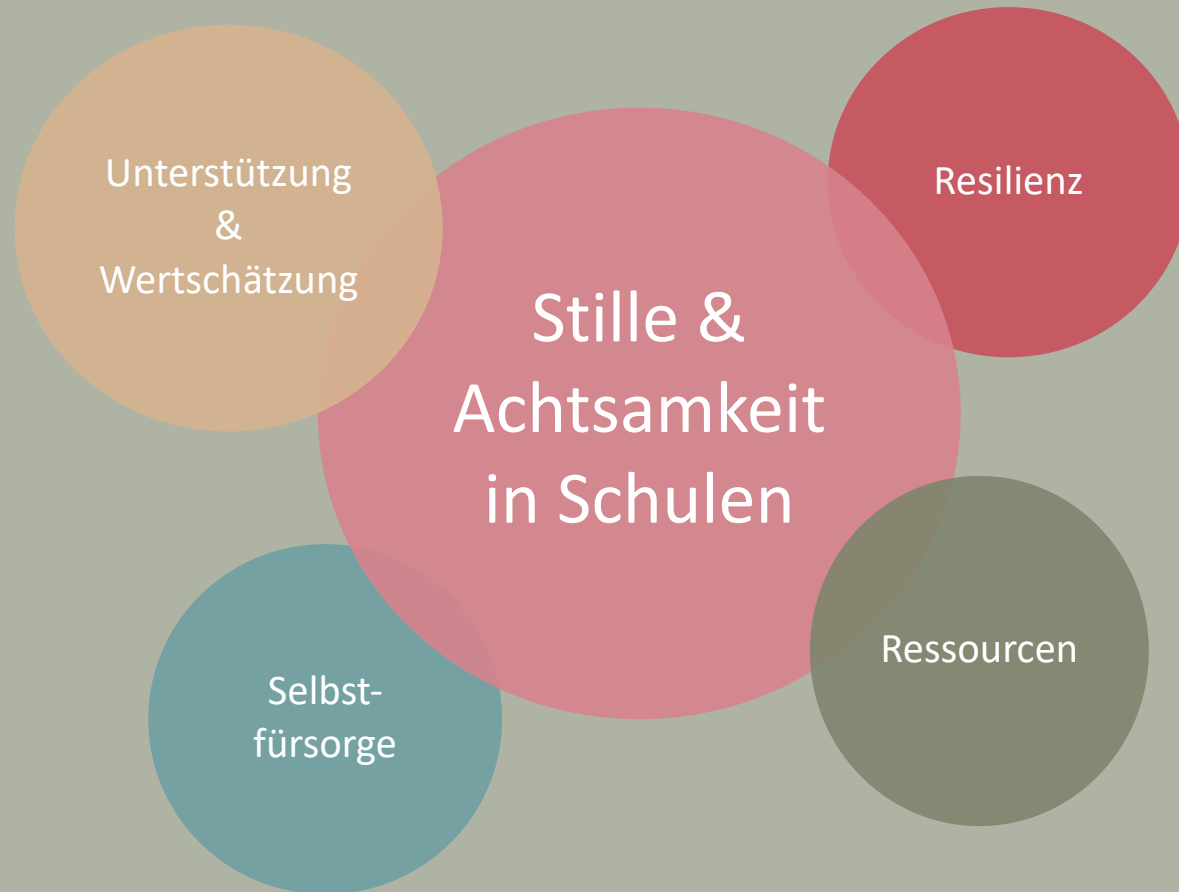 Unterstützung
&
Wertschätzung
Resilienz
Stille &
Achtsamkeit
in Schulen
Selbst-
fürsorge
Ressourcen